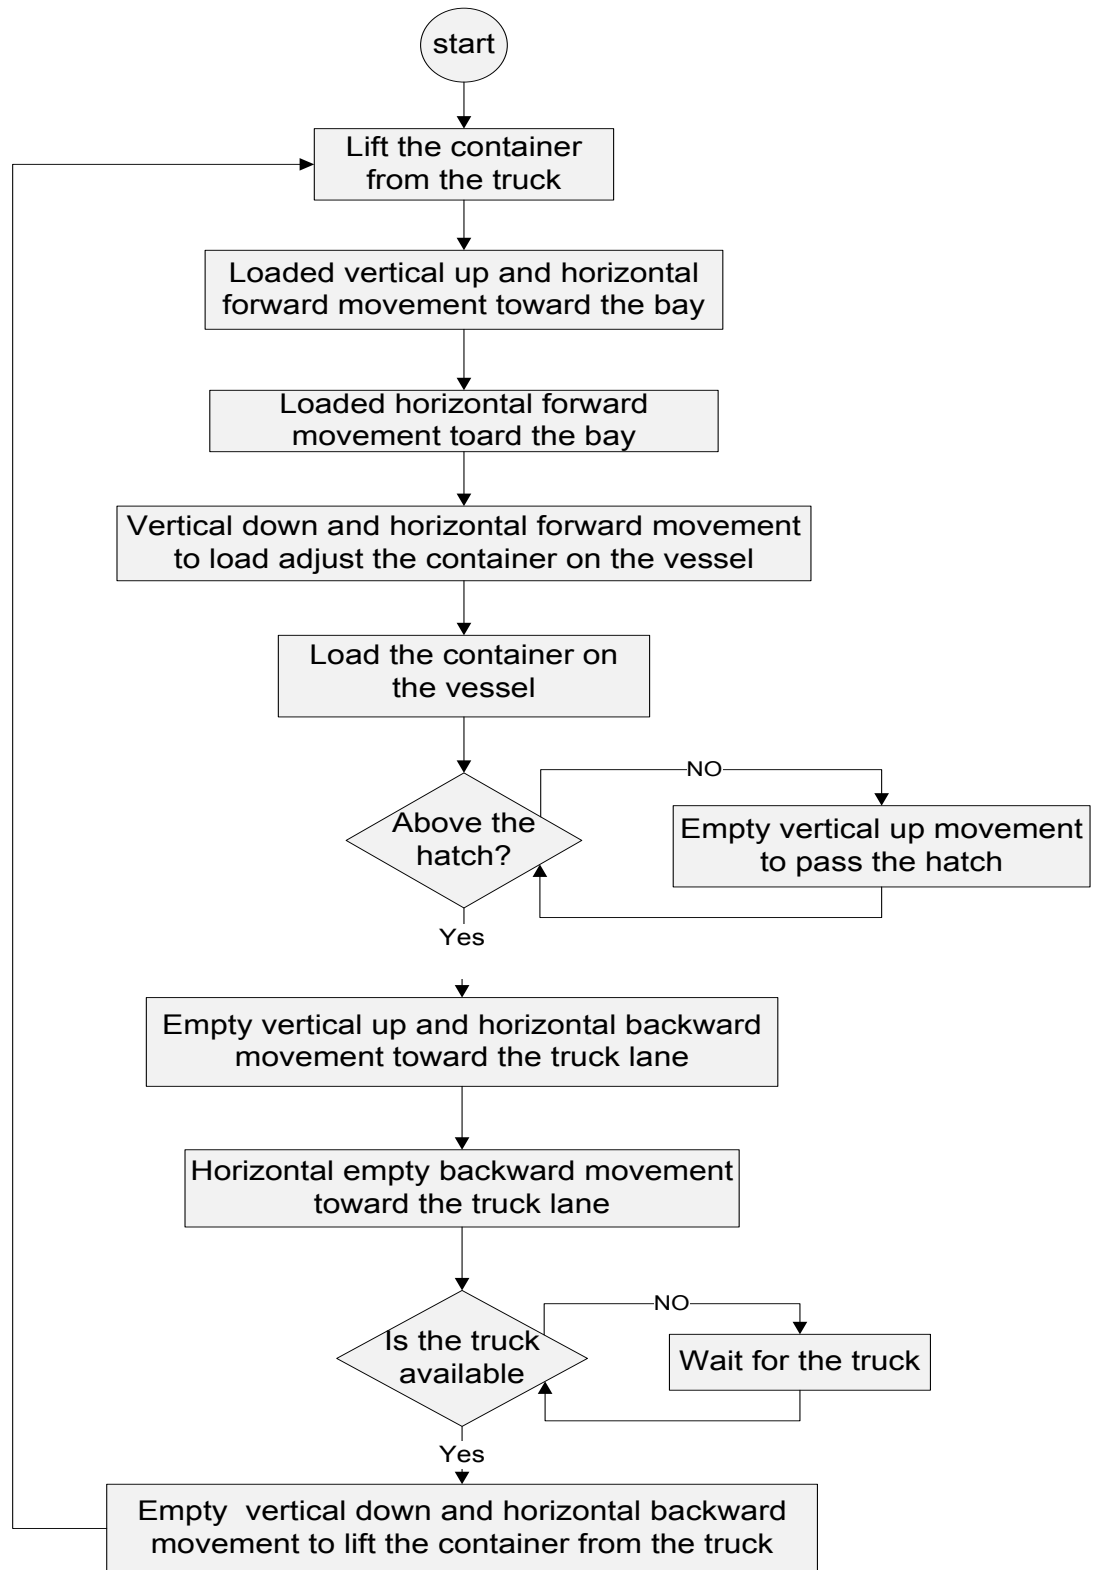 start
Lift the container
from the truck
Loaded vertical up and horizontal
forward movement toward the bay
Loaded horizontal forward
movement toard the bay
Vertical down and horizontal forward movement
to load adjust the container on the vessel
Load the container on
the vessel
NO
Above the
hatch?
Empty vertical up movement
to pass the hatch
Yes
Empty vertical up and horizontal backward
movement toward the truck lane
Horizontal empty backward movement
toward the truck lane
NO
Is the truck
available
Wait for the truck
Yes
Empty vertical down and horizontal backward
movement to lift the container from the truck